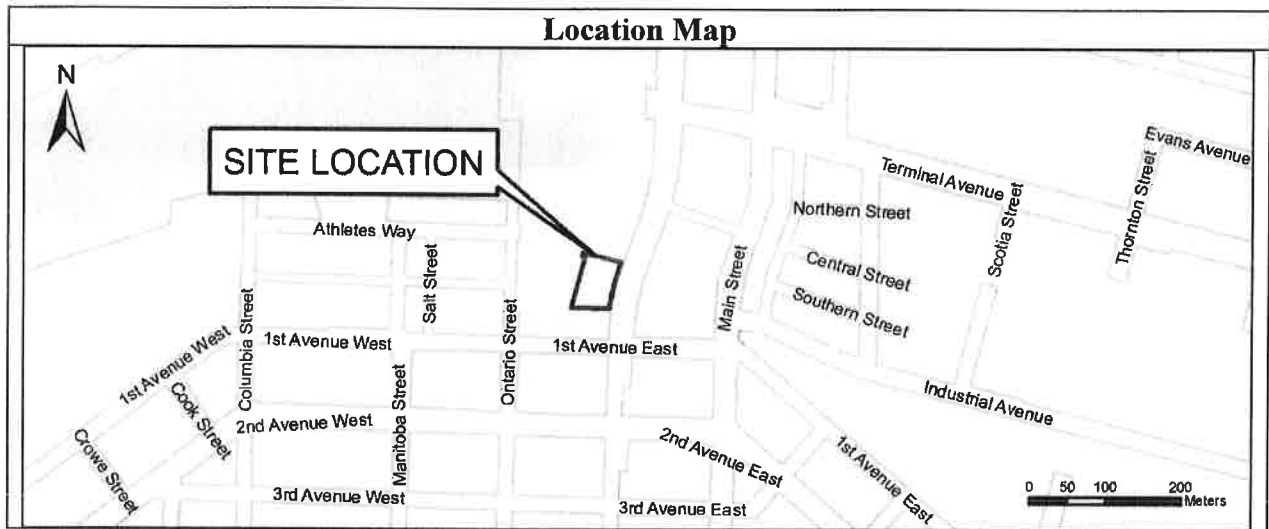 Location Map
N
SITE LOCATION
Evans Avenue
Terminal Avenue
Thornton Street
Scotia Street
Northern Street
Athletes Way
Salt Street
Central Street
Main Street
Southern Street
Columbia Street
1st Avenue West
1st Avenue West
Ontario Street
1st Avenue East
Cook Street
2nd Avenue West
Manitoba Street
Industrial Avenue
Crowe Street
2nd Avenue East
1st Avenue East
3rd Avenue West
3rd Avenue East
0 50 100 200
Meters